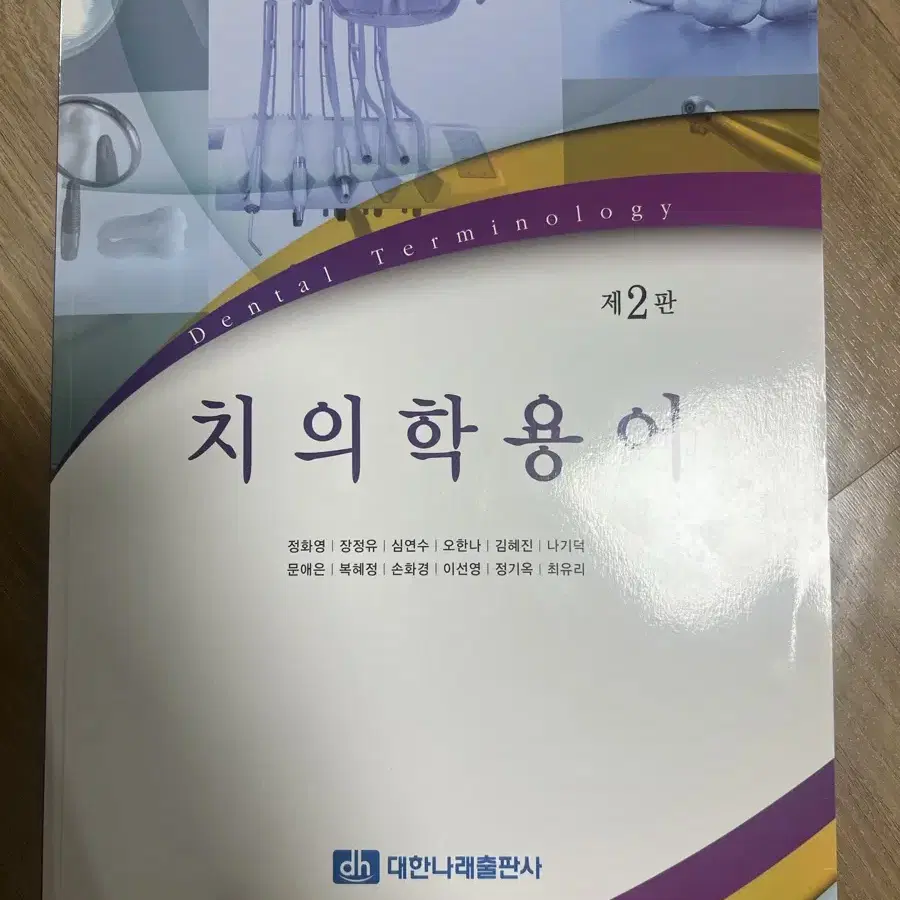 Dental Terminology
제2판
치의학용어
정화영 | 장정유 | 심연수 | 오한나 | 김혜진 | 나기덕
문애은 | 복혜정 | 손화경 | 이선영 | 정기옥 | 최유리
dh 대한나래출판사